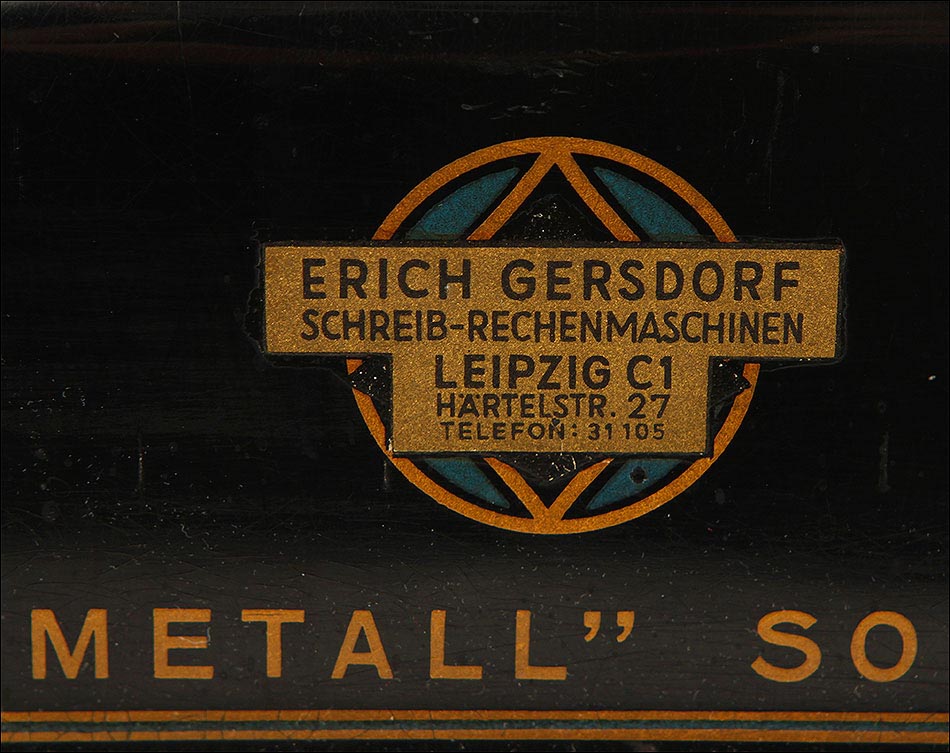 ERICH GERSDORF
SCHREIB-RECHENMASCHINEN
LEIPZIG C1
HÄRTELSTR. 27
TELEFON: 31105
METALL” SO